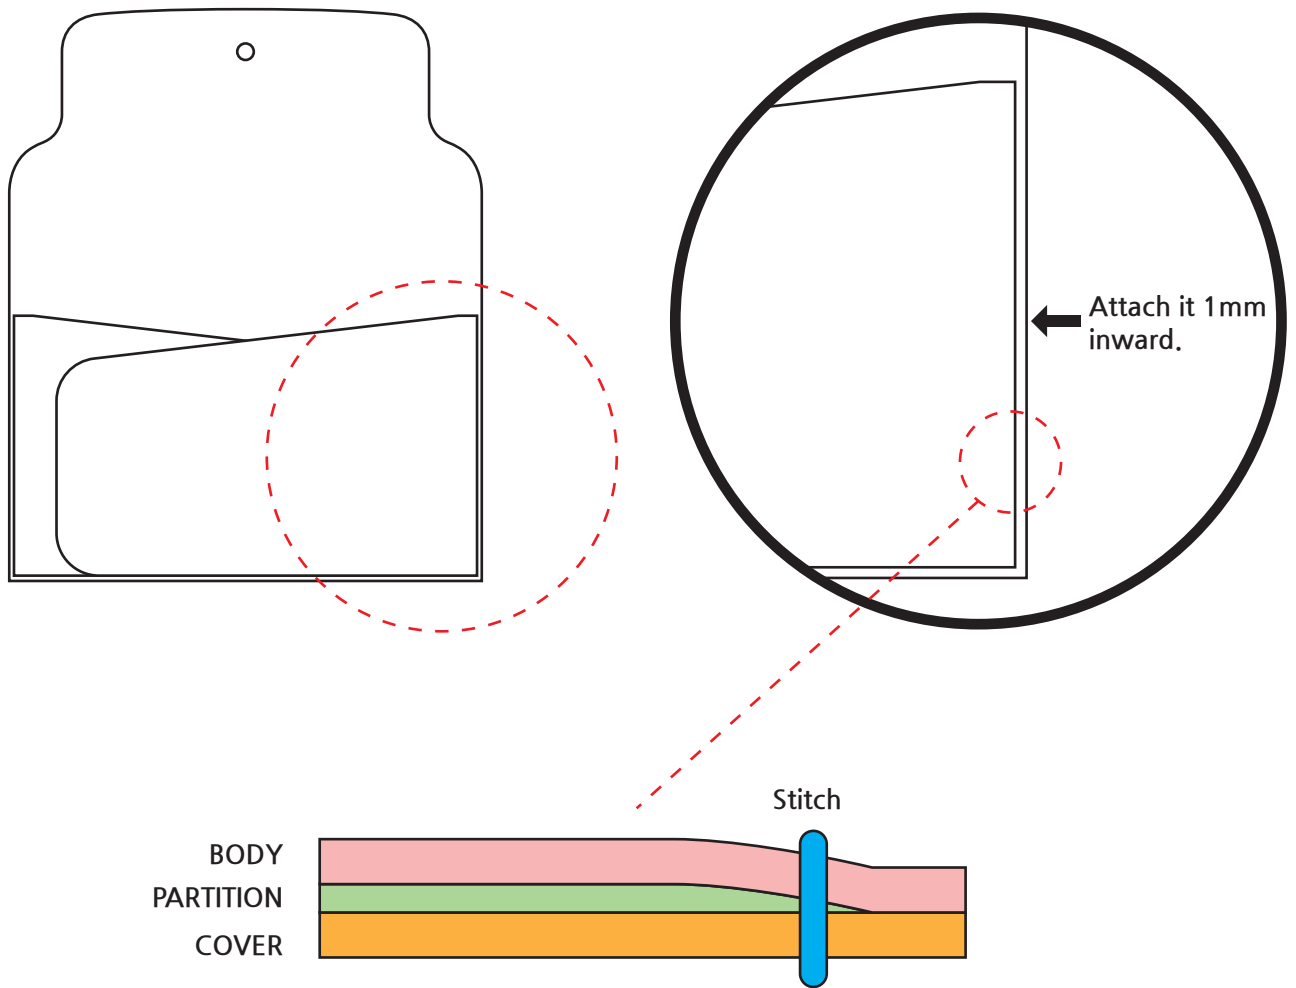 Attach it 1mm
inward.
Stitch
BODY
PARTITION
COVER